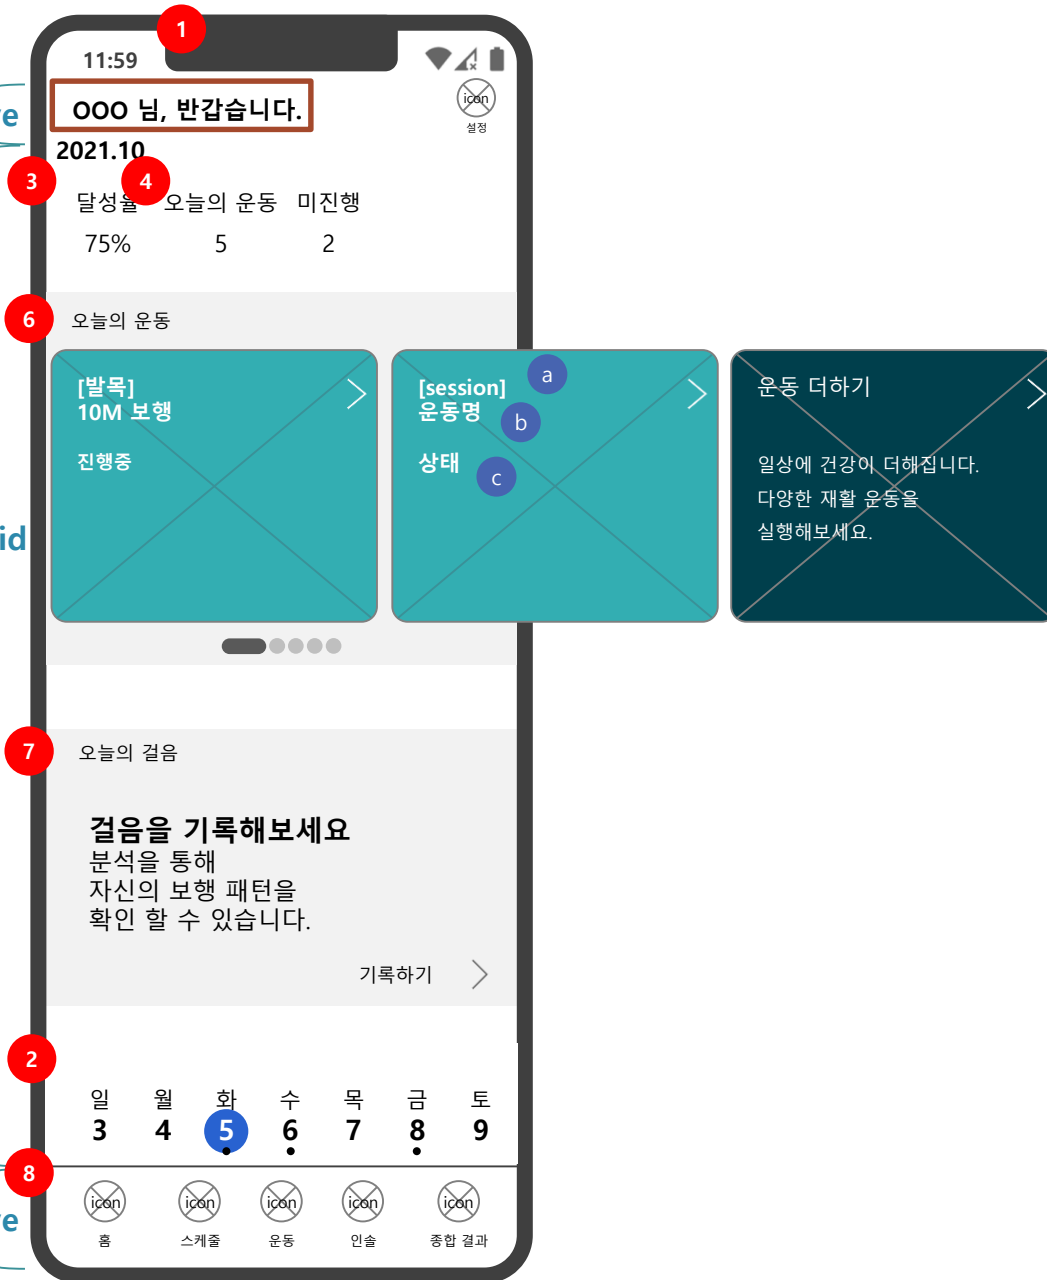 1
11:59
OOO 님, 반갑습니다.
icon
설정
2021.10
3
4
달성율 오늘의 운동 미진행
75% 5 2
6
오늘의 운동
[발목]
10M 보행
진행중
[session]
운동명
상태
a
b
c
운동 더하기
일상에 건강이 더해집니다.
다양한 재활 운동을
실행해보세요.
id
7
오늘의 걸음
걸음을 기록해보세요
분석을 통해
자신의 보행 패턴을
확인 할 수 있습니다.
기록하기
2
일 월 화 수 목 금 토
3 4 5 6 7 8 9
8
icon icon icon icon icon
홈 스케줄 운동 인솔 종합 결과